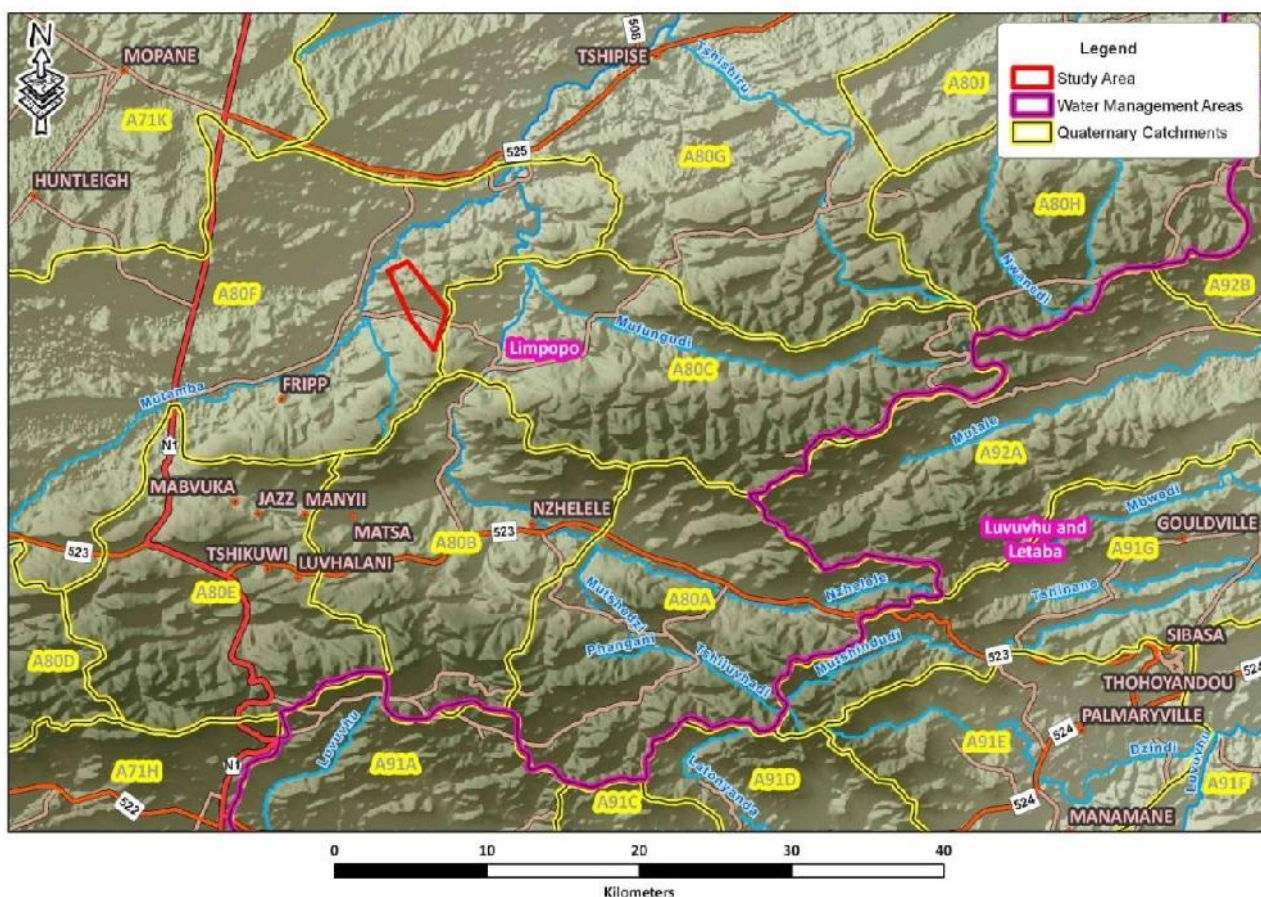 N
MOPANE
TSHIPISE
508
Tshishiru
Legend
Study Area
Water Management Areas
Quaternary Catchments
A80J
A71K
525
A80G
HUNTLEIGH
A80H
Nwanedi
A80F
A92B
Limpopo
Mufungudi
A80C
Mutamba
FRIPP
Mutale
A92A
N1
MABVUKA
JAZZ
MANYII
MATSA
NZHELELE
Mbwedi
523
523
A80B
Luvuvhu and
Letaba
GOULDVILLE
A91G
TSHIKUWI
LUVHALANI
A80E
Mutshedzi
A80A
Nzhelele
Tshinane
Phangani
Tshiluvhadi
Mutshindudi
523
SIBASA
A80D
THOHOYANDOU
524
PALMARYVILLE
Luvuvhu
A71H
N1
A91A
Latonyanda
A91D
A91E
524
Dzindi
Luvuvhu
A91F
522
A91C
524
MANAMANE
0 10 20 30 40
Kilometers